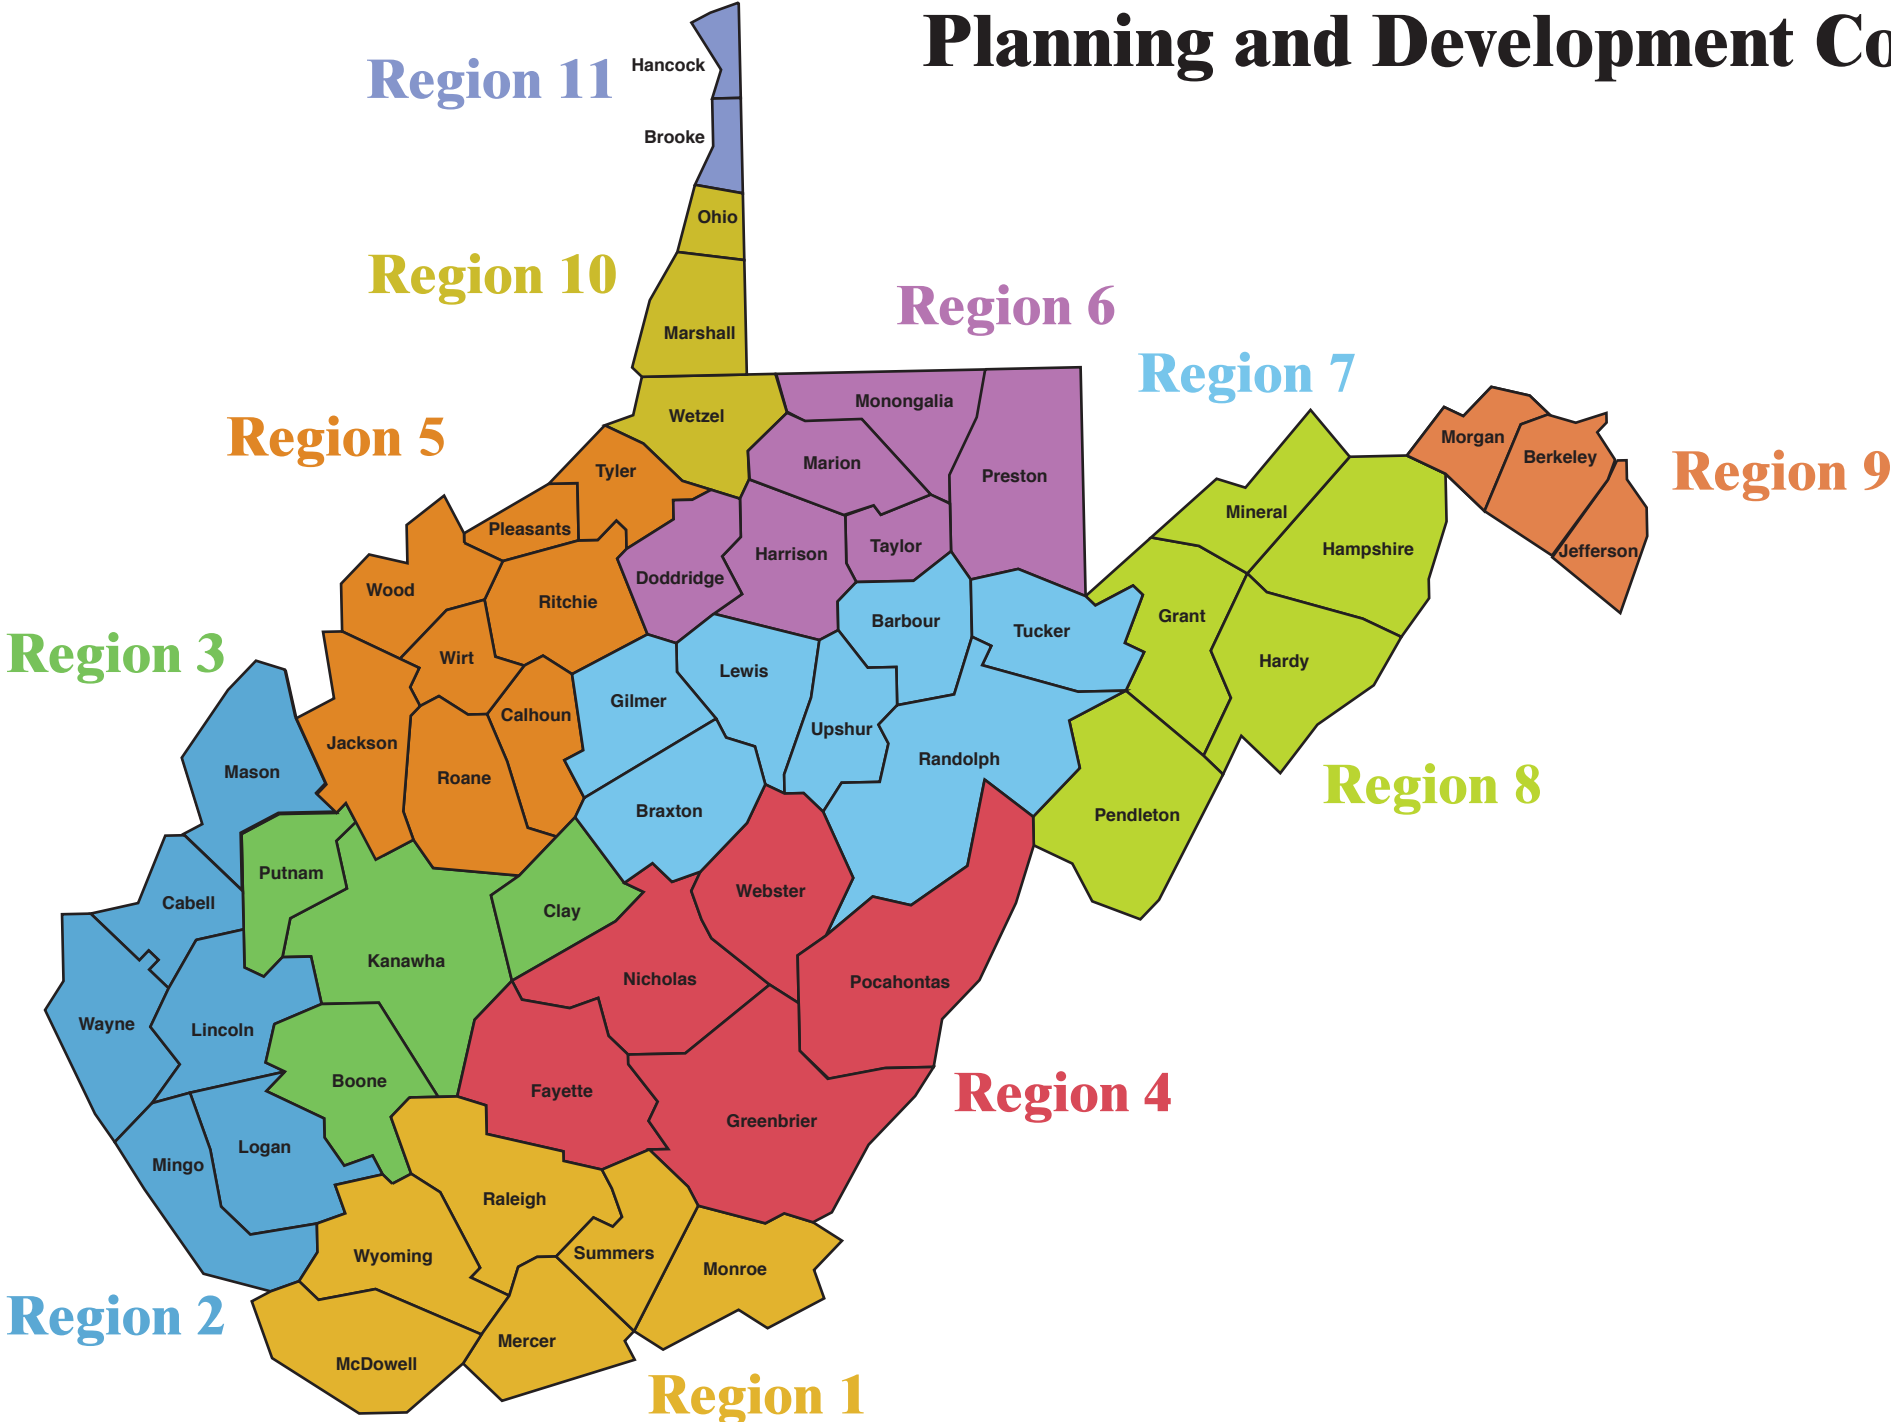 Planning and Development Co
Region 11
Hancock
Brooke
Ohio
Region 10
Marshall
Region 6
Region 7
Wetzel
Monongalia
Region 5
Tyler
Marion
Preston
Morgan
Berkeley
Region 9
Pleasants
Mineral
Harrison
Taylor
Hampshire
Jefferson
Wood
Doddridge
Ritchie
Barbour
Grant
Tucker
Region 3
Wirt
Lewis
Hardy
Gilmer
Calhoun
Upshur
Jackson
Randolph
Mason
Roane
Region 8
Braxton
Pendleton
Putnam
Webster
Cabell
Clay
Kanawha
Nicholas
Pocahontas
Wayne
Lincoln
Boone
Fayette
Region 4
Greenbrier
Logan
Mingo
Raleigh
Wyoming
Summers
Monroe
Region 2
Mercer
McDowell
Region 1